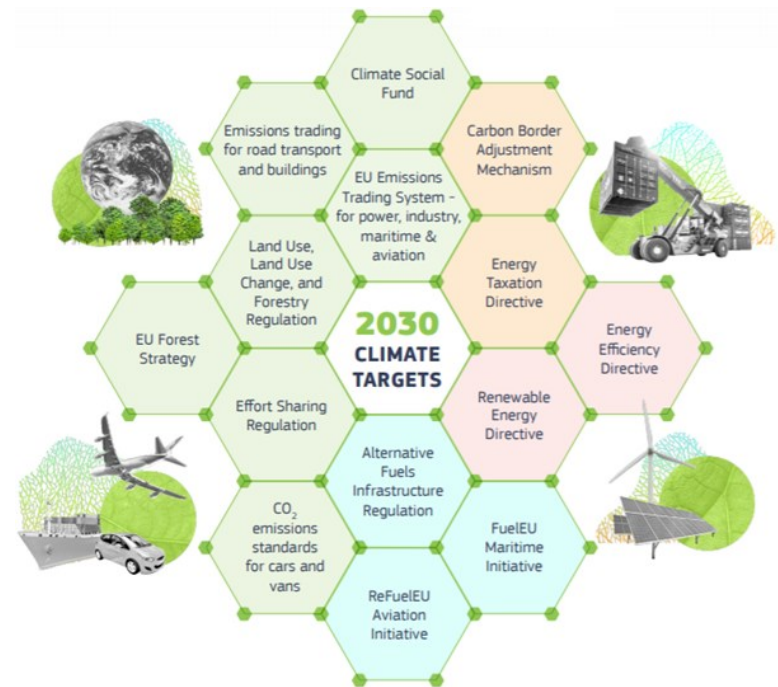 Climate Social
Fund
Emissions trading
for road transport
and buildings
Carbon Border
Adjustment
Mechanism
EU Emissions
Trading System -
for power, industry,
maritime &
aviation
Land Use,
Land Use
Change, and
Forestry
Regulation
Energy
Taxation
Directive
EU Forest
Strategy
2030
CLIMATE
TARGETS
Energy
Efficiency
Directive
Effort Sharing
Regulation
Renewable
Energy
Directive
Alternative
Fuels
Infrastructure
Regulation
CO₂
emissions
standards
for cars and
vans
FuelEU
Maritime
Initiative
ReFuelEU
Aviation
Initiative